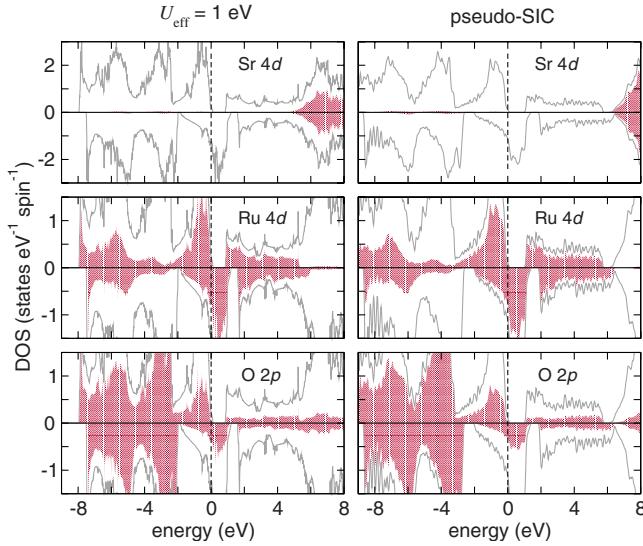 U_eff = 1 eV
pseudo-SIC
2
0
-2
Sr 4d
Sr 4d
1
0
-1
Ru 4d
Ru 4d
1
0
-1
O 2p
O 2p
DOS (states eV⁻¹ spin⁻¹)
-8 -4 0 4 8
-8 -4 0 4 8
energy (eV)
energy (eV)